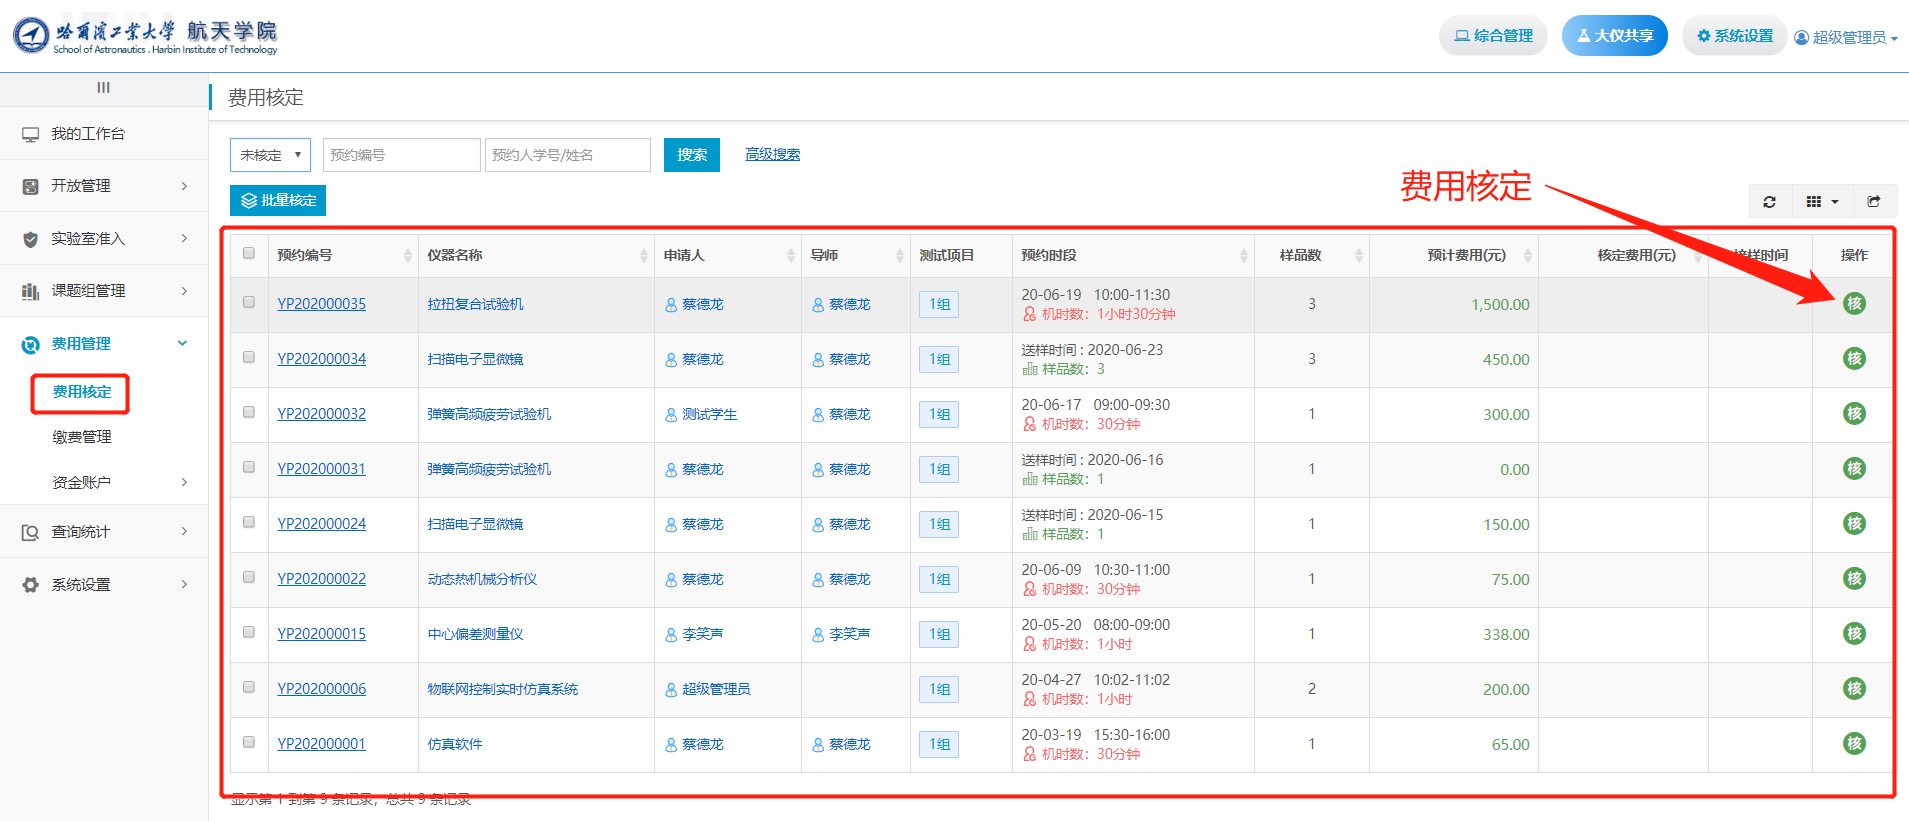 哈尔滨工业大学 航天学院
School of Astronautics . Harbin Institute of Technology
综合管理 大仪共享 系统设置 超级管理员
我的工作台
开放管理
实验室准入
课题组管理
费用管理
费用核定
缴费管理
资金账户
查询统计
系统设置
费用核定
未核定 预约编号 预约人学号/姓名 搜索 高级搜索
费用核定
批量核定
预约编号 仪器名称 申请人 导师 测试项目 预约时段 样品数 预计费用(元) 核定费用(元) 接样时间 操作
YP202000035 拉扭复合试验机 蔡德龙 蔡德龙 1组 20-06-19 10:00-11:30 3 1,500.00 核
机时数：1小时30分钟
YP202000034 扫描电子显微镜 蔡德龙 蔡德龙 1组 送样时间 : 2020-06-23 3 450.00 核
样品数：3
YP202000032 弹簧高频疲劳试验机 测试学生 蔡德龙 1组 20-06-17 09:00-09:30 1 300.00 核
机时数：30分钟
YP202000031 弹簧高频疲劳试验机 蔡德龙 蔡德龙 1组 送样时间 : 2020-06-16 1 0.00 核
样品数：1
YP202000024 扫描电子显微镜 蔡德龙 蔡德龙 1组 送样时间 : 2020-06-15 1 150.00 核
样品数：1
YP202000022 动态热机械分析仪 蔡德龙 蔡德龙 1组 20-06-09 10:30-11:00 1 75.00 核
机时数：30分钟
YP202000015 中心偏差测量仪 李笑声 李笑声 1组 20-05-20 08:00-09:00 1 338.00 核
机时数：1小时
YP202000006 物联网控制实时仿真系统 超级管理员 1组 20-04-27 10:02-11:02 2 200.00 核
机时数：1小时
YP202000001 仿真软件 蔡德龙 蔡德龙 1组 20-03-19 15:30-16:00 1 65.00 核
机时数：30分钟
显示第 1 到第 9 条记录，总共 9 条记录